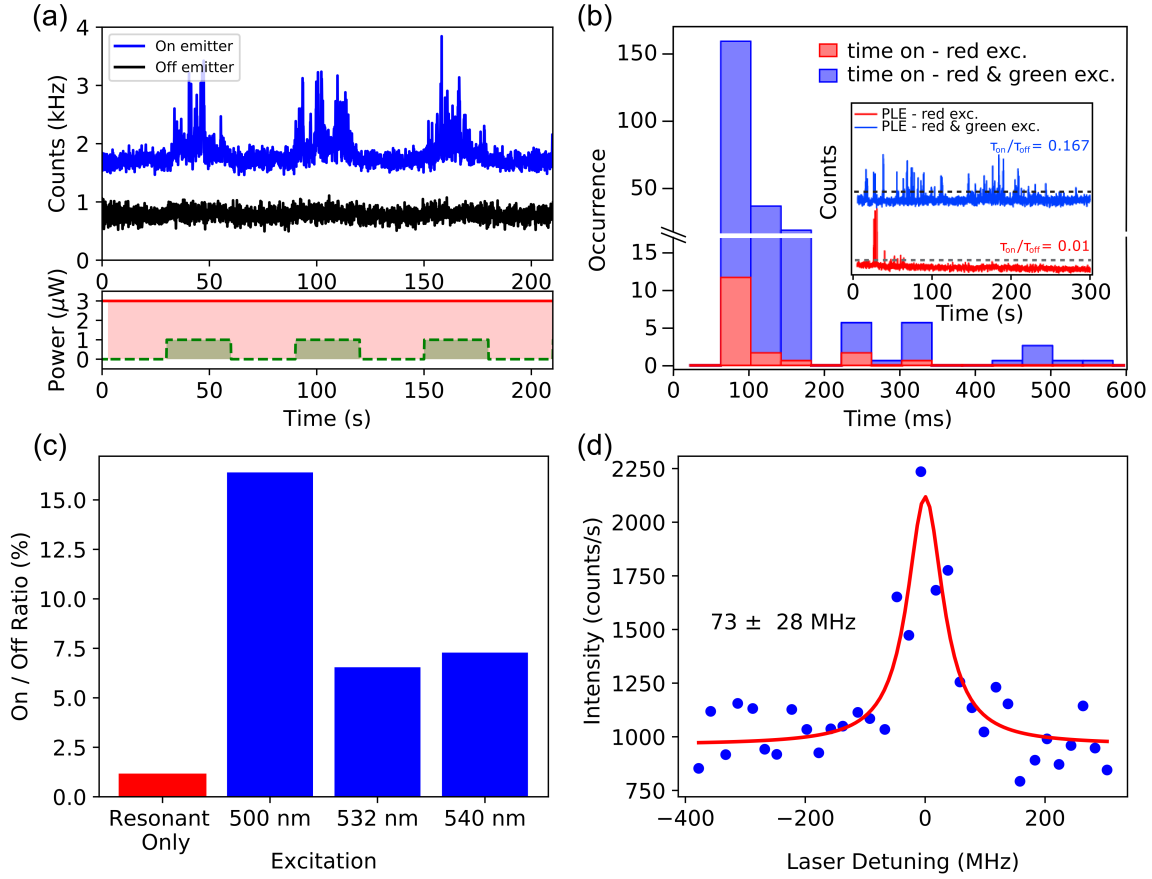 (a)
4
3
2
1
0
Counts (kHz)
On emitter
Off emitter
0 50 100 150 200
3
2
1
0
Power (μW)
0 50 100 150 200
Time (s)
(b)
150
100
50
15
10
5
0
Occurrence
time on - red exc.
time on - red & green exc.
PLE - red exc.
PLE - red & green exc.
τon/τoff = 0.167
τon/τoff = 0.01
Counts
0 100 200 300
Time (s)
0 100 200 300 400 500 600
Time (ms)
(c)
15.0
12.5
10.0
7.5
5.0
2.5
0.0
On / Off Ratio (%)
Resonant
Only
500 nm
532 nm
540 nm
Excitation
(d)
2250
2000
1750
1500
1250
1000
750
Intensity (counts/s)
73 ± 28 MHz
−400 −200 0 200
Laser Detuning (MHz)